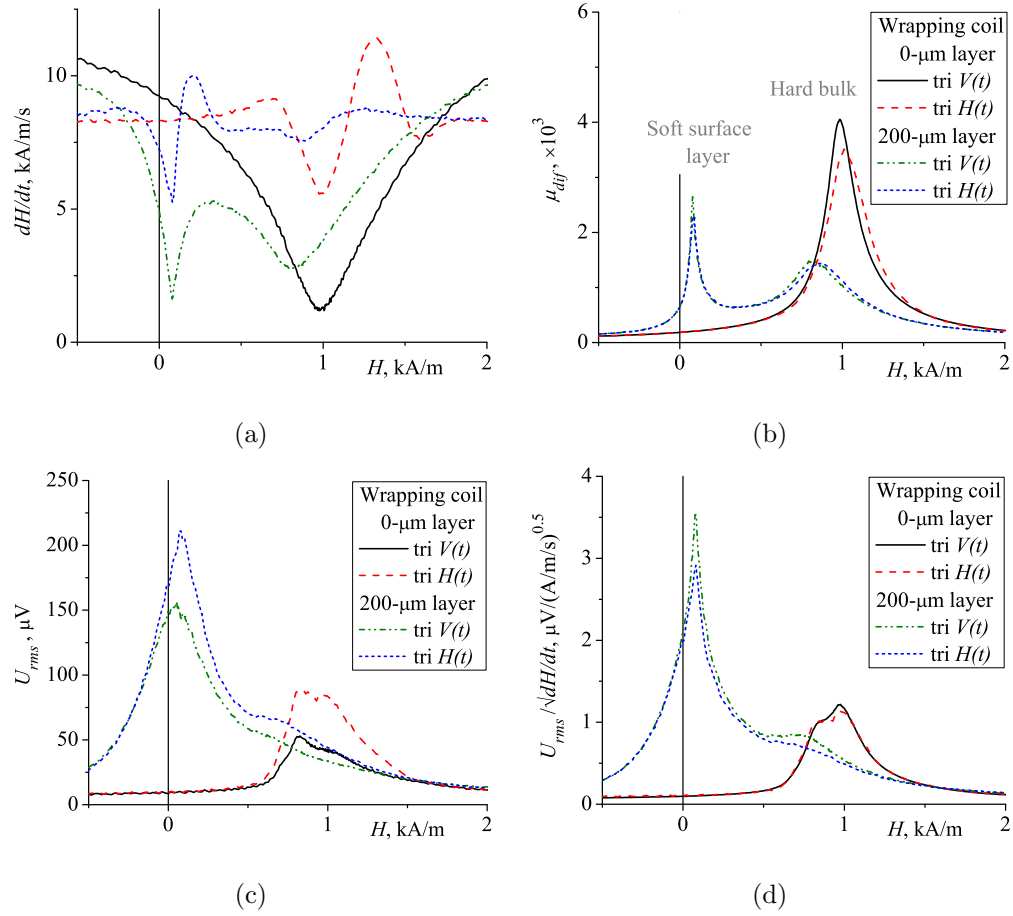 10
5
0
dH/dt, kA/m/s
0
1
2
H, kA/m
(a)
6
4
2
0
μdif, ×10³
Soft surface
layer
Hard bulk
Wrapping coil
0-μm layer
tri V(t)
tri H(t)
200-μm layer
tri V(t)
tri H(t)
0
1
2
H, kA/m
(b)
250
200
150
100
50
0
Urms , μV
Wrapping coil
0-μm layer
tri V(t)
tri H(t)
200-μm layer
tri V(t)
tri H(t)
0
1
2
H, kA/m
(c)
4
3
2
1
0
Urms /√dH/dt, μV/(A/m/s)^0.5
Wrapping coil
0-μm layer
tri V(t)
tri H(t)
200-μm layer
tri V(t)
tri H(t)
0
1
2
H, kA/m
(d)